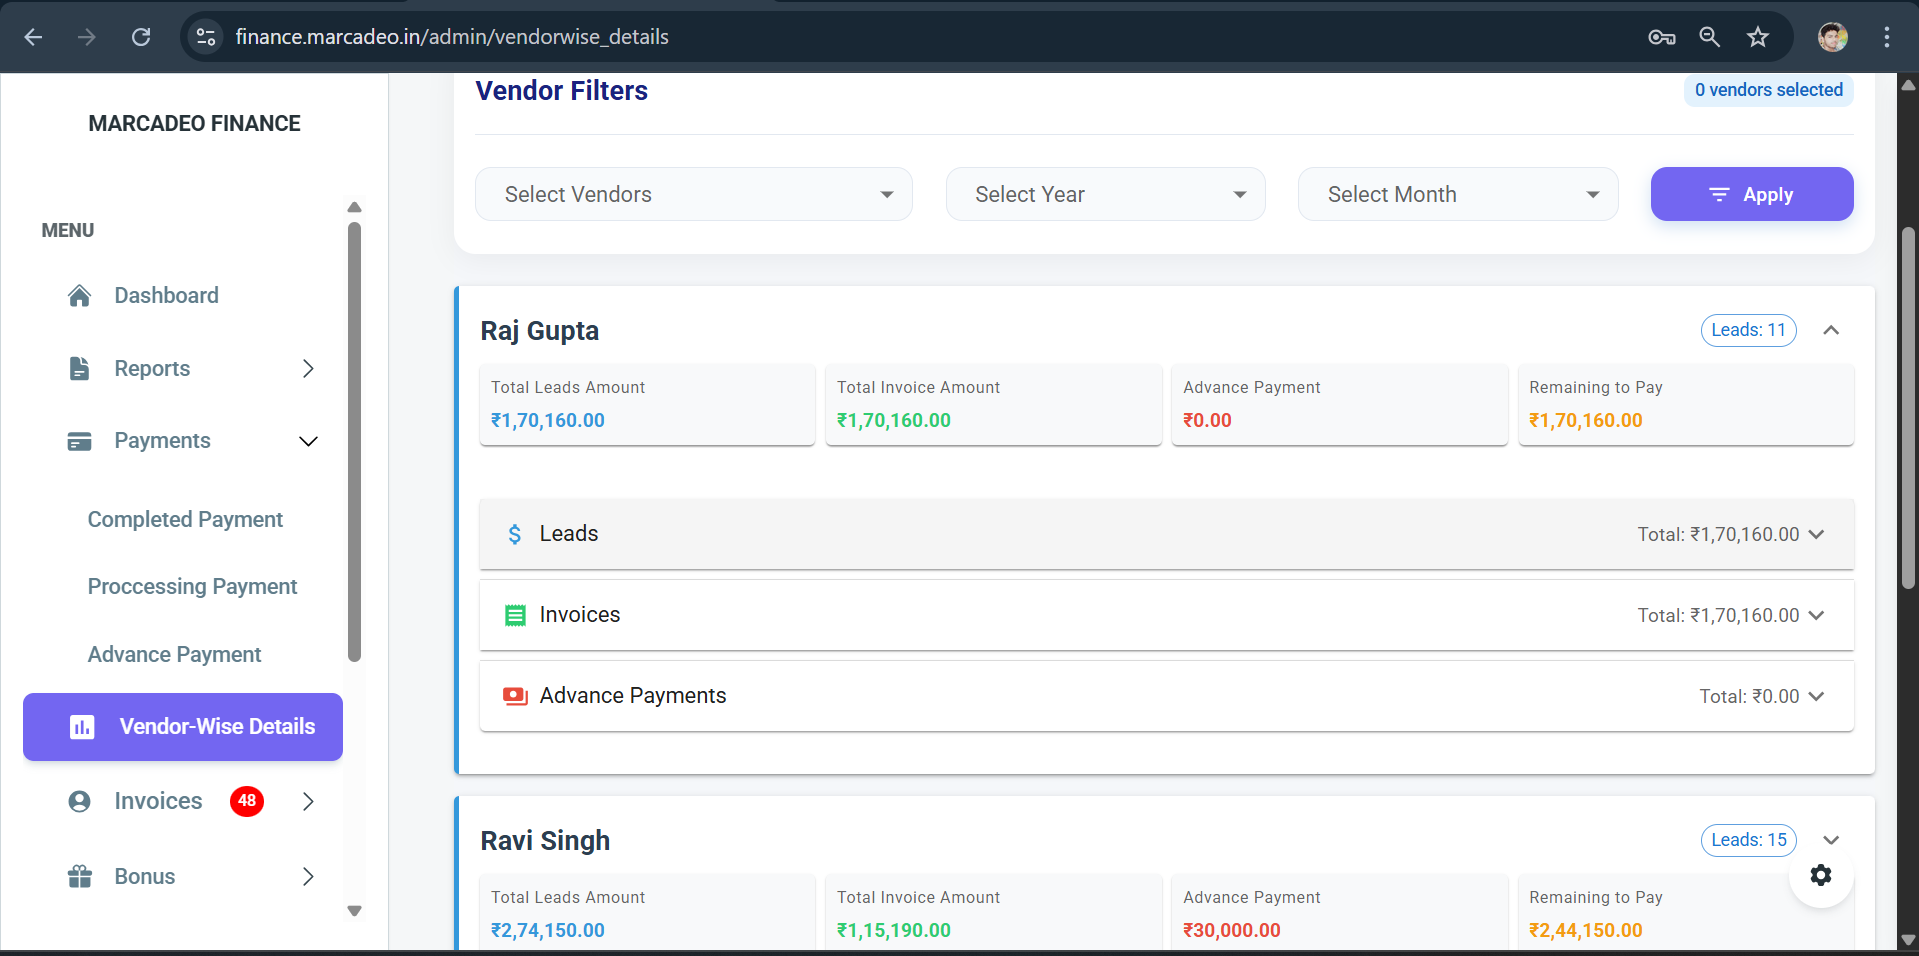 finance.marcadeo.in/admin/vendorwise_details
MARCADEO FINANCE
MENU
Dashboard
Reports
Payments
Completed Payment
Proccessing Payment
Advance Payment
Vendor-Wise Details
Invoices 48
Bonus
Vendor Filters 0 vendors selected
Select Vendors Select Year Select Month Apply
Raj Gupta Leads: 11
Total Leads Amount Total Invoice Amount Advance Payment Remaining to Pay
₹1,70,160.00 ₹1,70,160.00 ₹0.00 ₹1,70,160.00
Leads Total: ₹1,70,160.00
Invoices Total: ₹1,70,160.00
Advance Payments Total: ₹0.00
Ravi Singh Leads: 15
Total Leads Amount Total Invoice Amount Advance Payment Remaining to Pay
₹2,74,150.00 ₹1,15,190.00 ₹30,000.00 ₹2,44,150.00